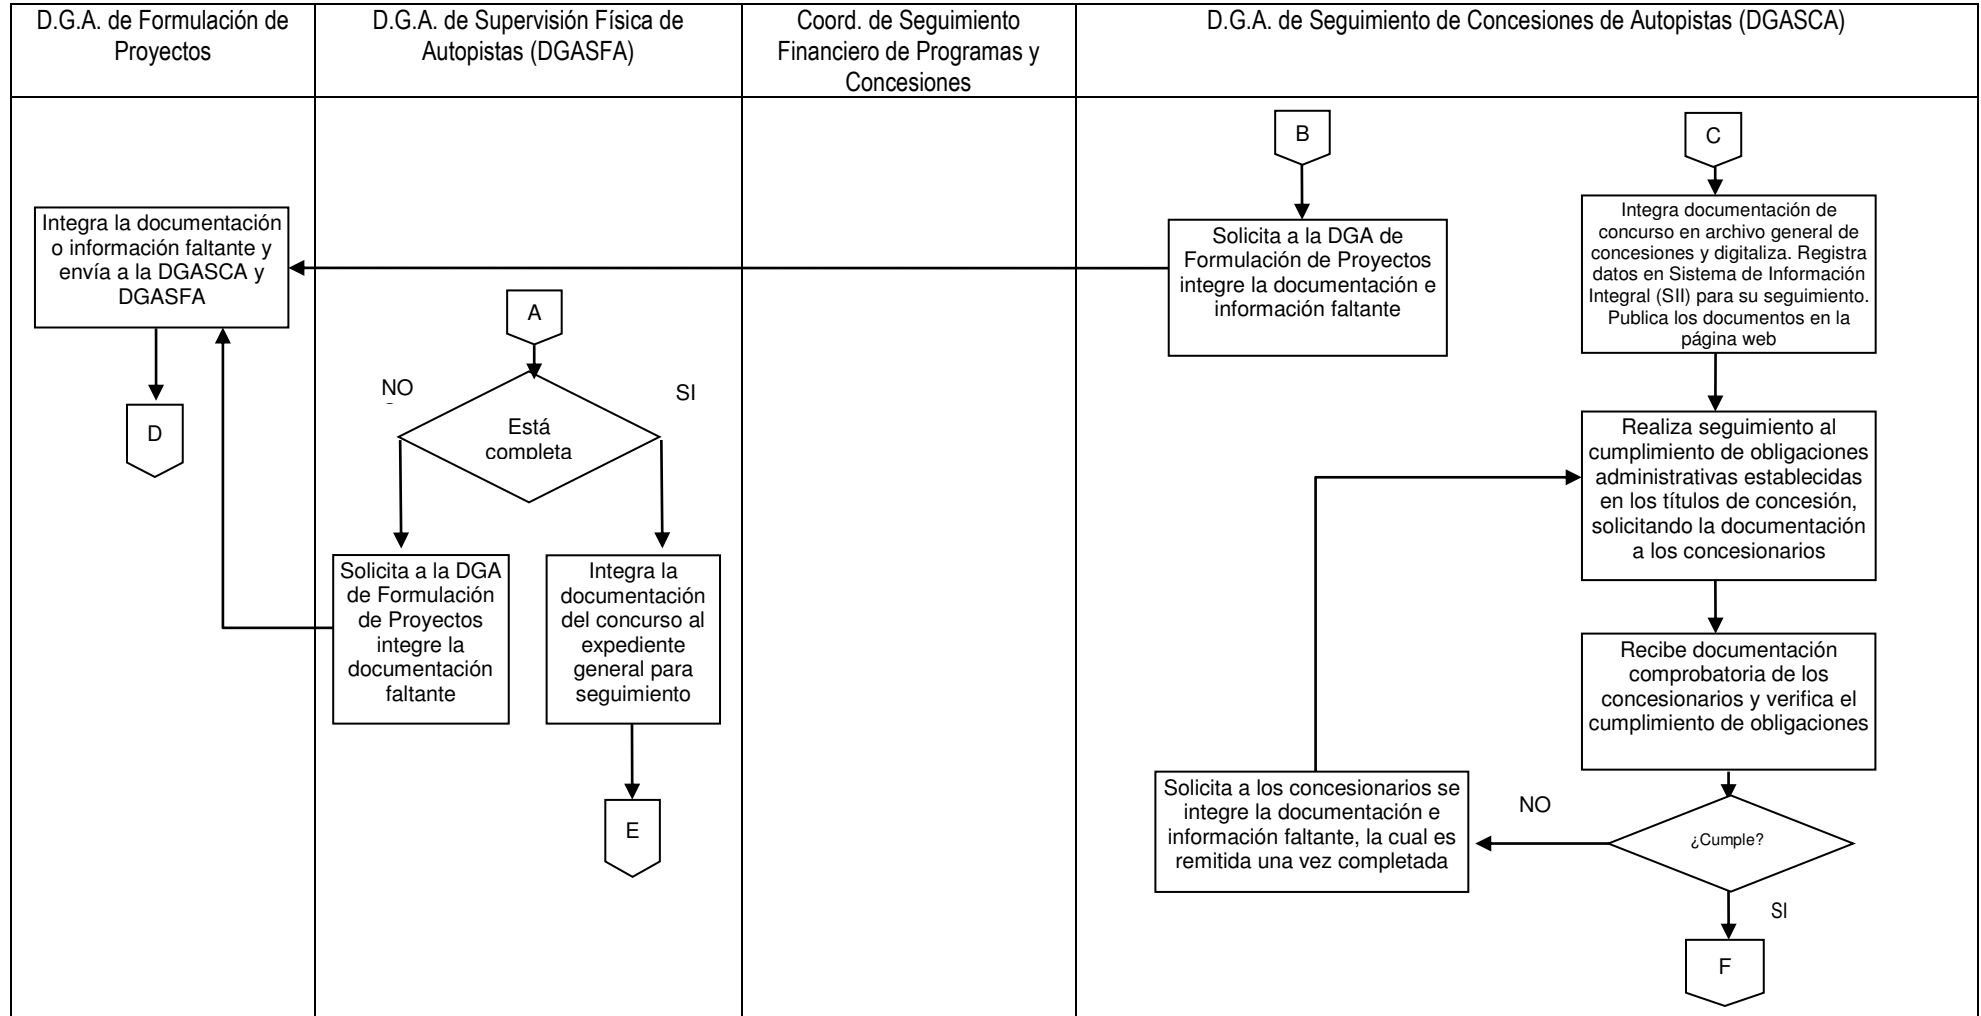 D.G.A. de Formulación de
Proyectos
D.G.A. de Supervisión Física de
Autopistas (DGASFA)
Coord. de Seguimiento
Financiero de Programas y
Concesiones
D.G.A. de Seguimiento de Concesiones de Autopistas (DGASCA)
Integra la documentación
o información faltante y
envía a la DGASCA y
DGASFA
D
A
NO
SI
Está
completa
Solicita a la DGA
de Formulación
de Proyectos
integre la
documentación
faltante
Integra la
documentación
del concurso al
expediente
general para
seguimiento
E
B
Solicita a la DGA de
Formulación de Proyectos
integre la documentación e
información faltante
C
Integra documentación de
concurso en archivo general de
concesiones y digitaliza. Registra
datos en Sistema de Información
Integral (SII) para su seguimiento.
Publica los documentos en la
página web
Realiza seguimiento al
cumplimiento de obligaciones
administrativas establecidas
en los títulos de concesión,
solicitando la documentación
a los concesionarios
Recibe documentación
comprobatoria de los
concesionarios y verifica el
cumplimiento de obligaciones
Solicita a los concesionarios se
integre la documentación e
información faltante, la cual es
remitida una vez completada
NO
¿Cumple?
SI
F